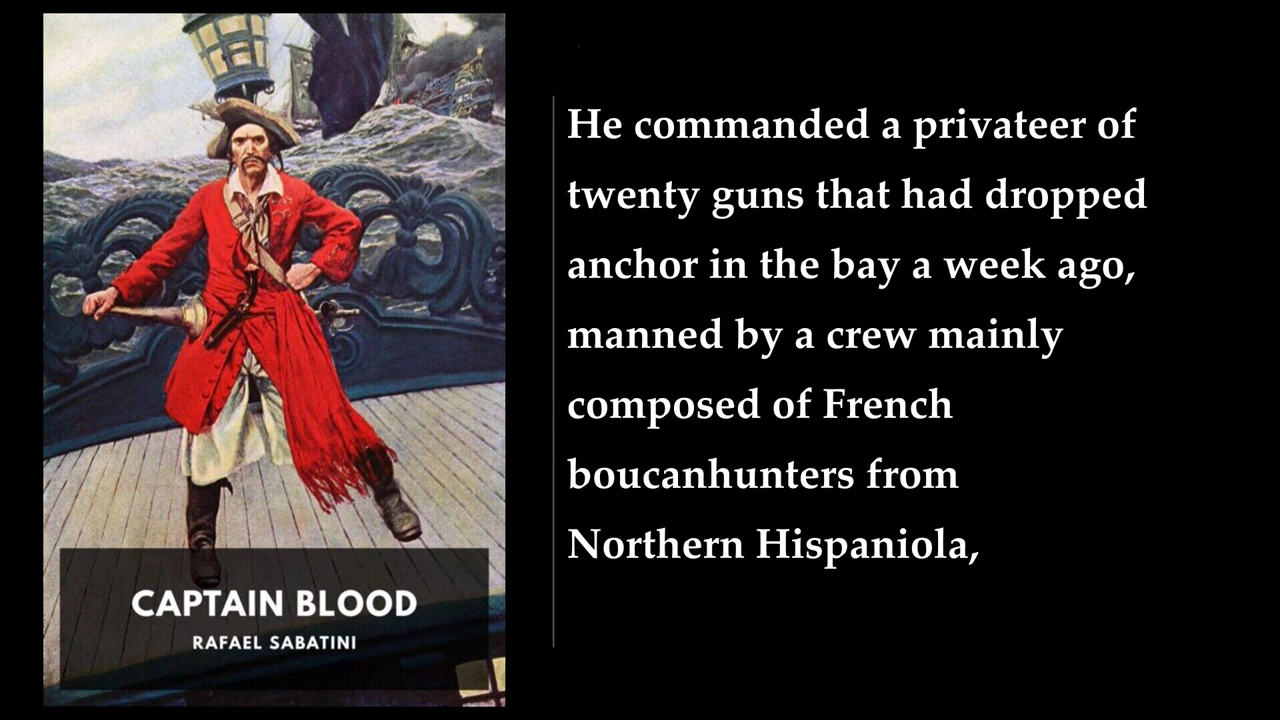 He commanded a privateer of
twenty guns that had dropped
anchor in the bay a week ago,
manned by a crew mainly
composed of French
boucanhunters from
Northern Hispaniola,
CAPTAIN BLOOD
RAFAEL SABATINI